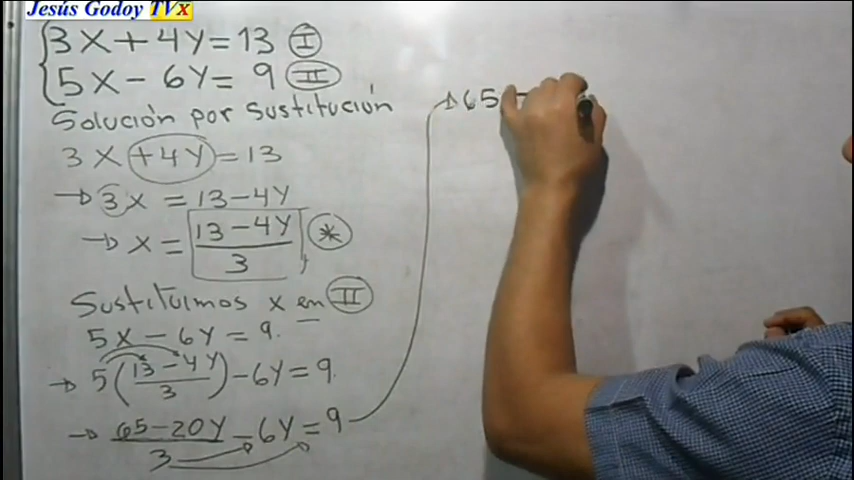 Jesús Godoy TVx
3X+4Y=13 I
5X-6Y=9 II
Solución por sustitución
3X+4Y=13
→3x=13-4Y
→x=13-4Y/3, *
Sustituimos x en II
5X-6Y=9.
→5(13-4Y/3)-6Y=9.
→65-20Y/3-6Y=9
→65-